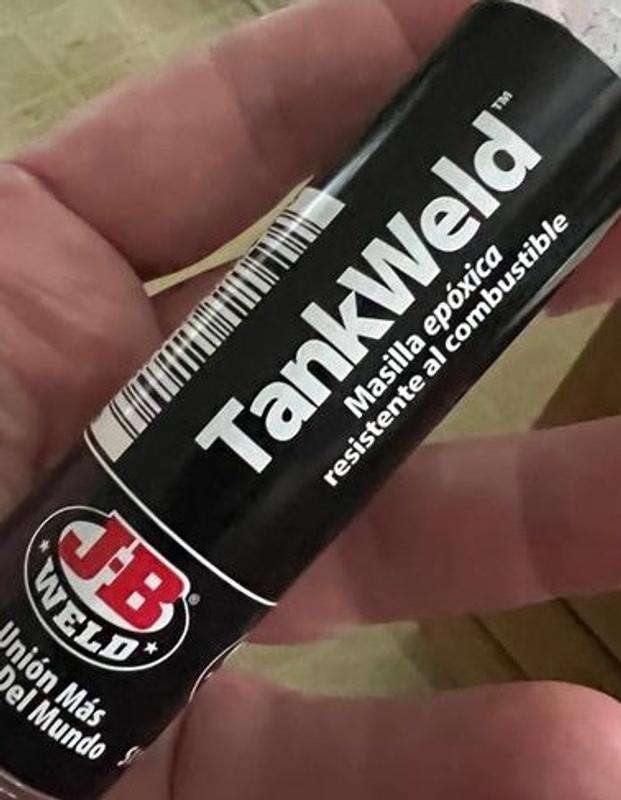 TankWeld™
Masilla epóxica
resistente al combustible
J-B
WELD®
Unión Más
Del Mundo